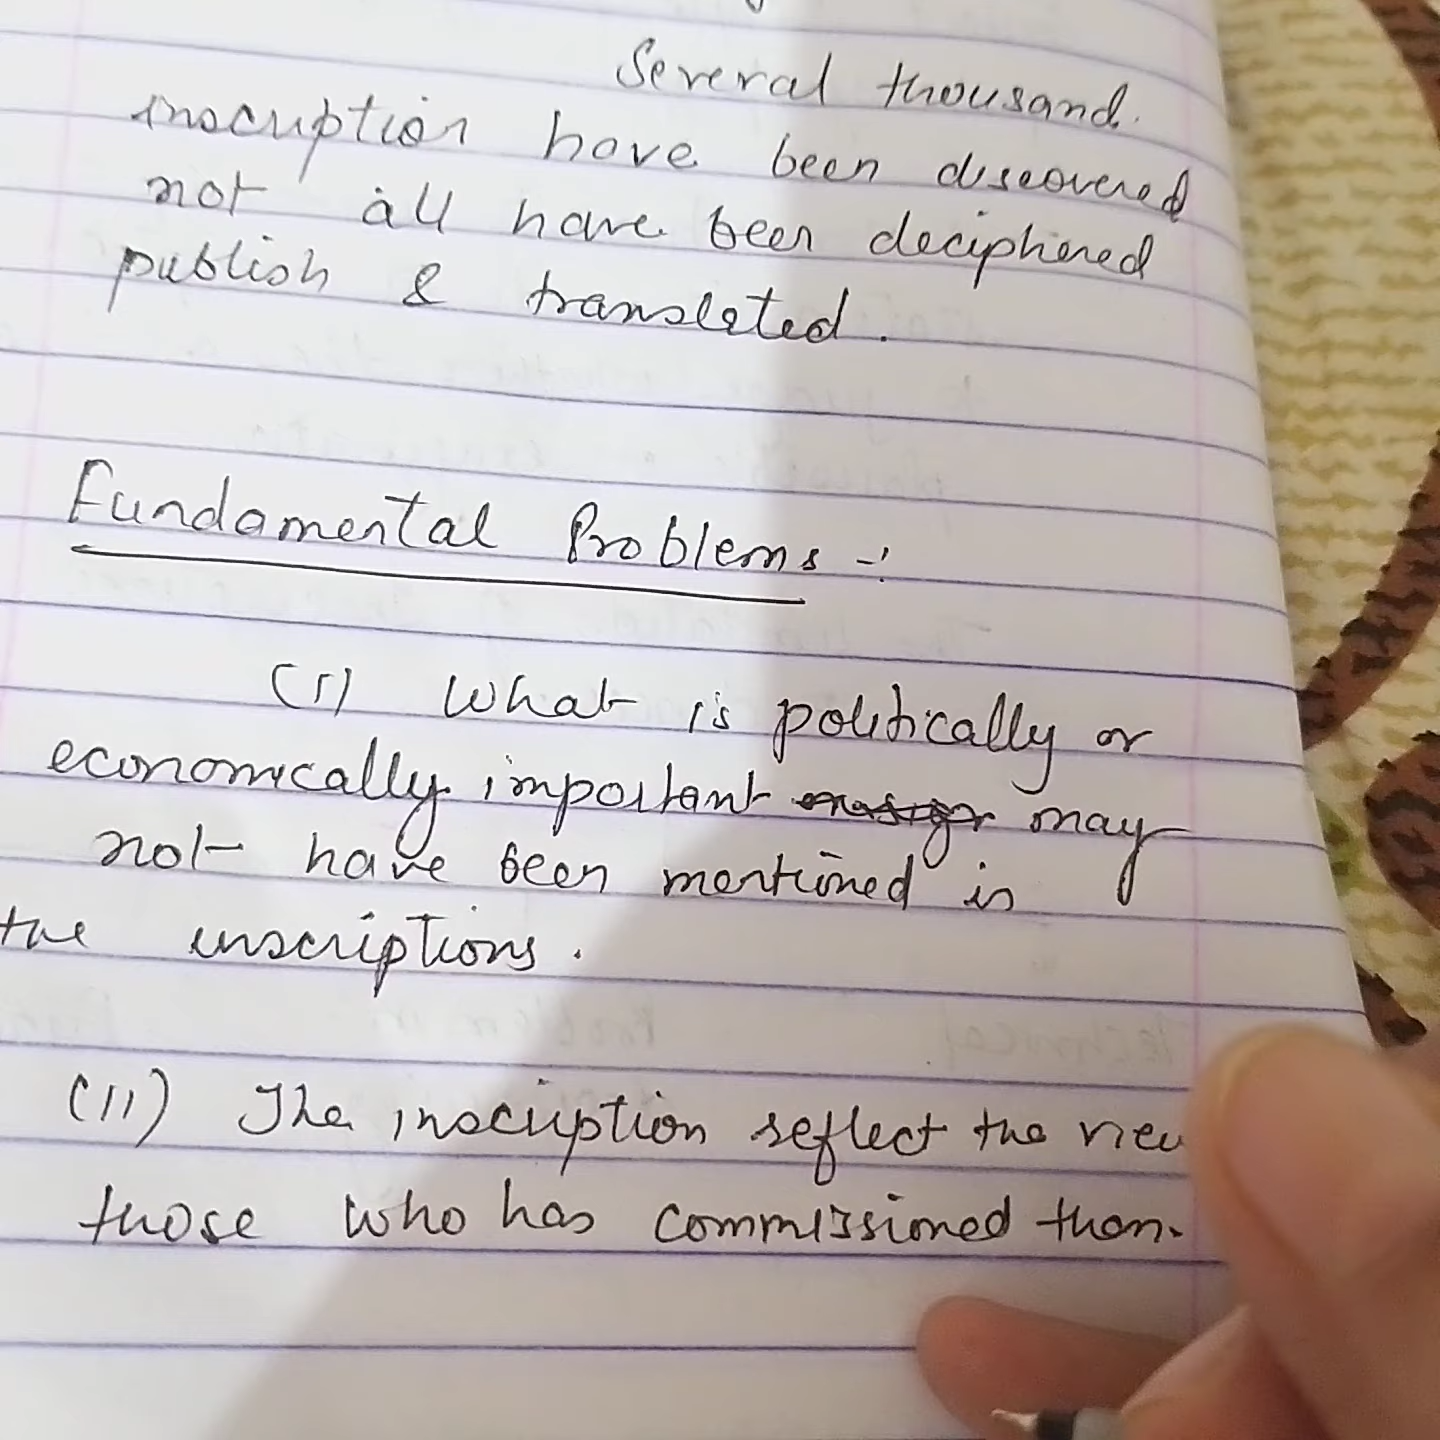 Several thousand.
inscription have been discovered
not all have been deciphered
publish & translated.
Fundamental Problems :-
(I) What is politically or
economically important may
not have been mentioned in
the inscriptions.
(II) The inscription reflect the view
those who has commissioned them.